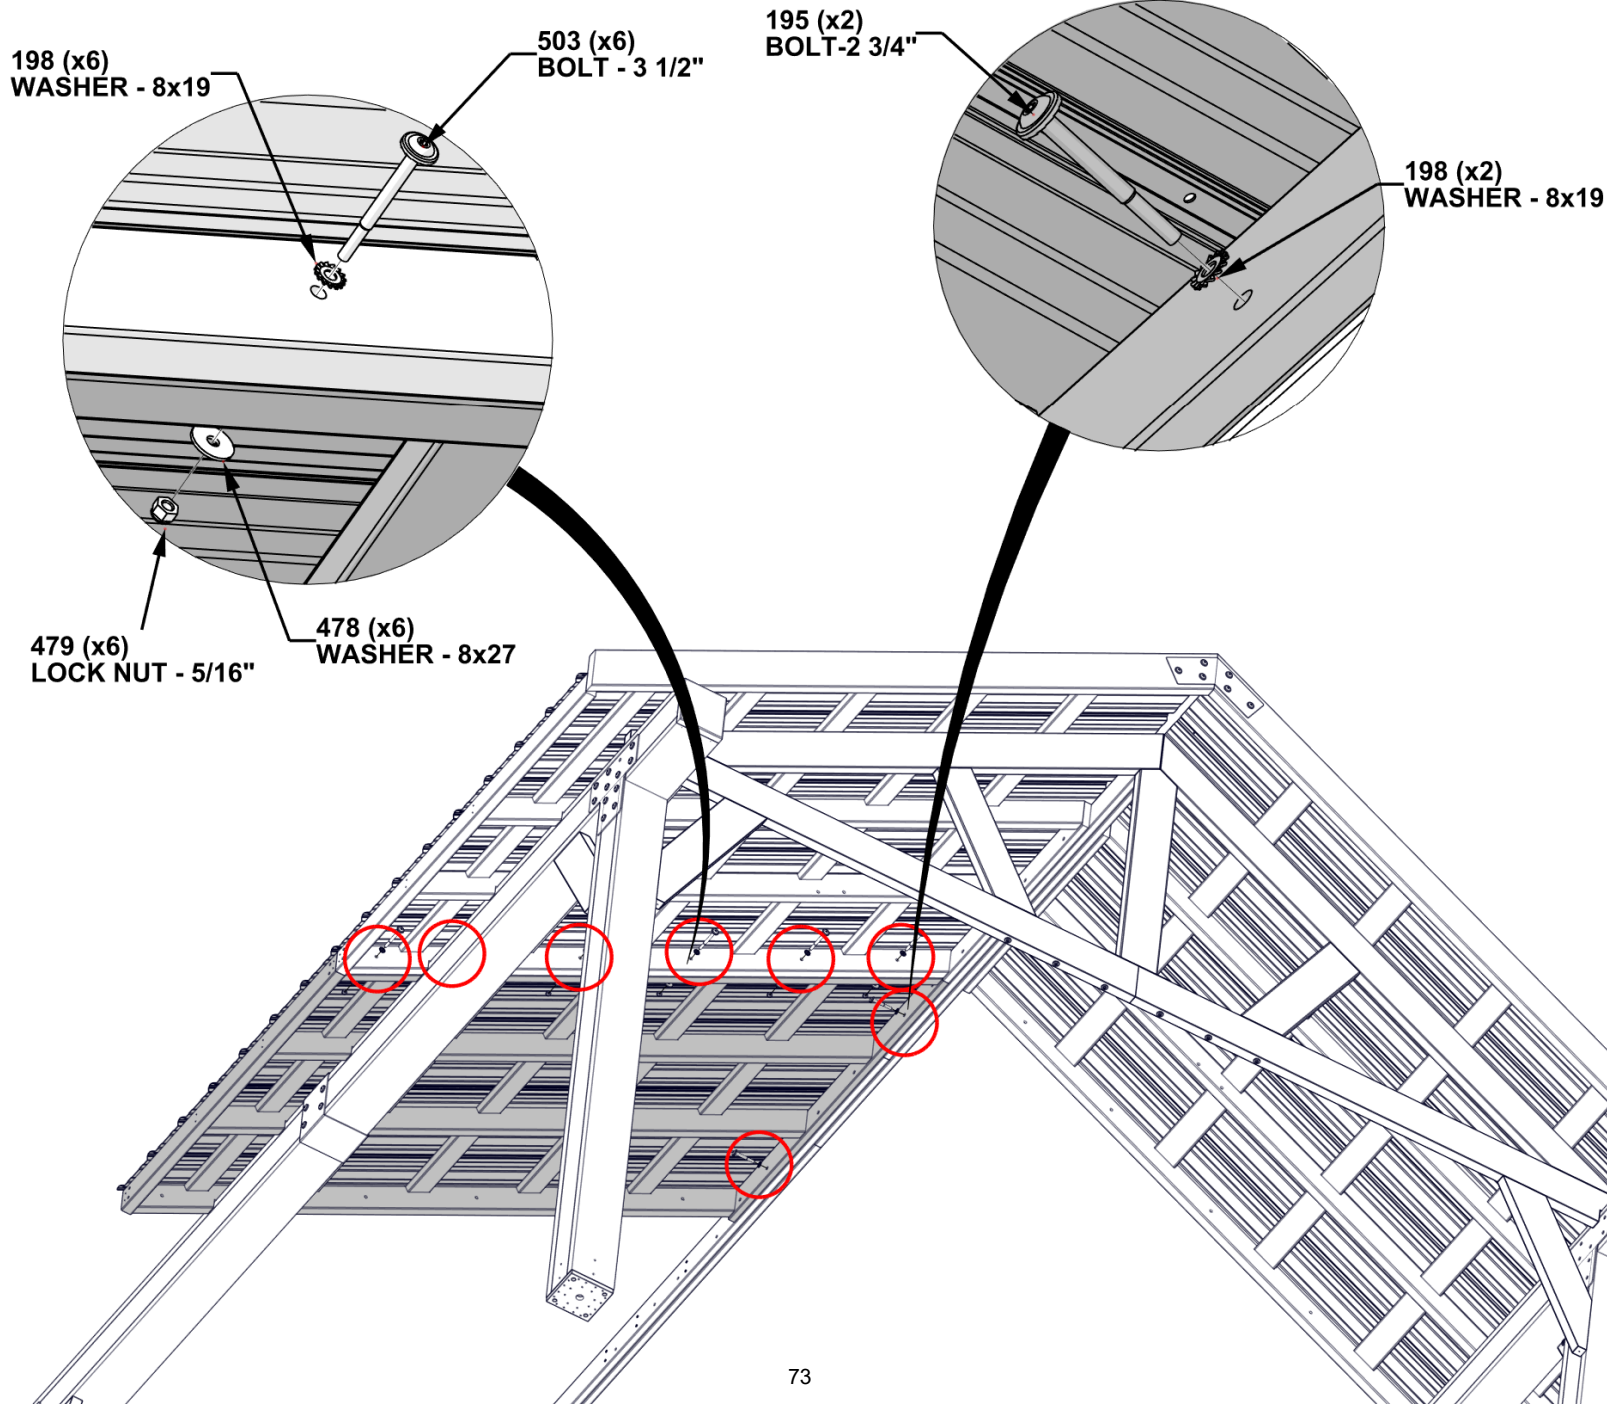 198 (x6)
WASHER - 8x19
503 (x6)
BOLT - 3 1/2"
195 (x2)
BOLT-2 3/4"
198 (x2)
WASHER - 8x19
479 (x6)
LOCK NUT - 5/16"
478 (x6)
WASHER - 8x27
73